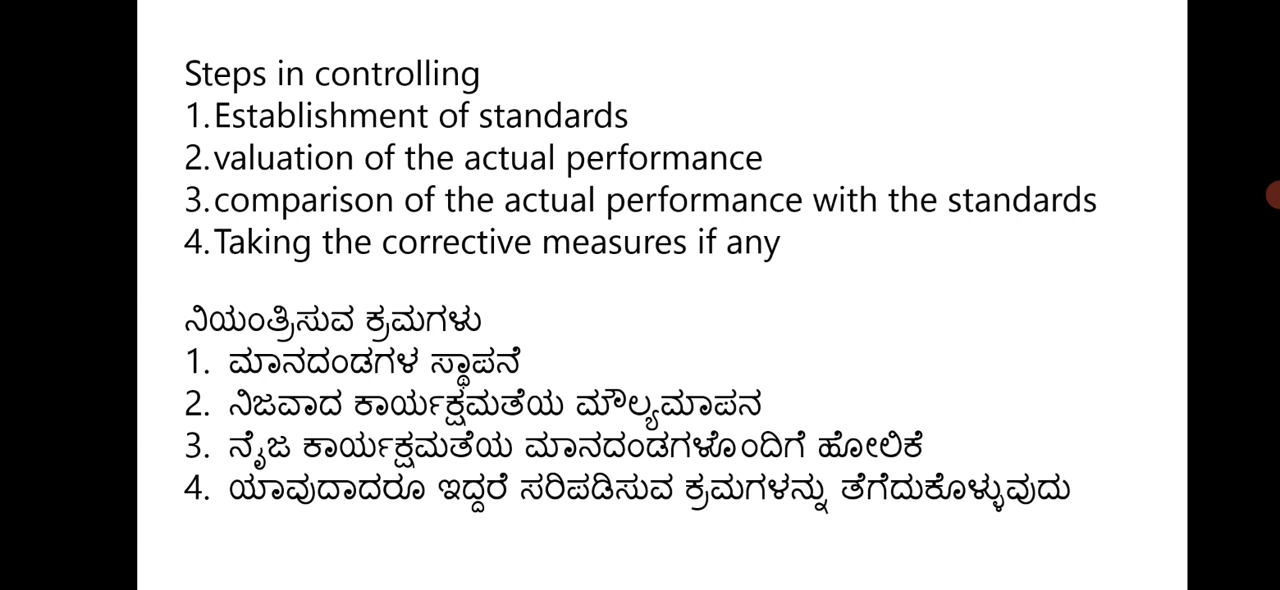 Steps in controlling
1.Establishment of standards
2.valuation of the actual performance
3.comparison of the actual performance with the standards
4.Taking the corrective measures if any
ನಿಯಂತ್ರಿಸುವ ಕ್ರಮಗಳು
1. ಮಾನದಂಡಗಳ ಸ್ಥಾಪನೆ
2. ನಿಜವಾದ ಕಾರ್ಯಕ್ಷಮತೆಯ ಮೌಲ್ಯಮಾಪನ
3. ನೈಜ ಕಾರ್ಯಕ್ಷಮತೆಯ ಮಾನದಂಡಗಳೊಂದಿಗೆ ಹೋಲಿಕೆ
4. ಯಾವುದಾದರೂ ಇದ್ದರೆ ಸರಿಪಡಿಸುವ ಕ್ರಮಗಳನ್ನು ತೆಗೆದುಕೊಳ್ಳುವುದು